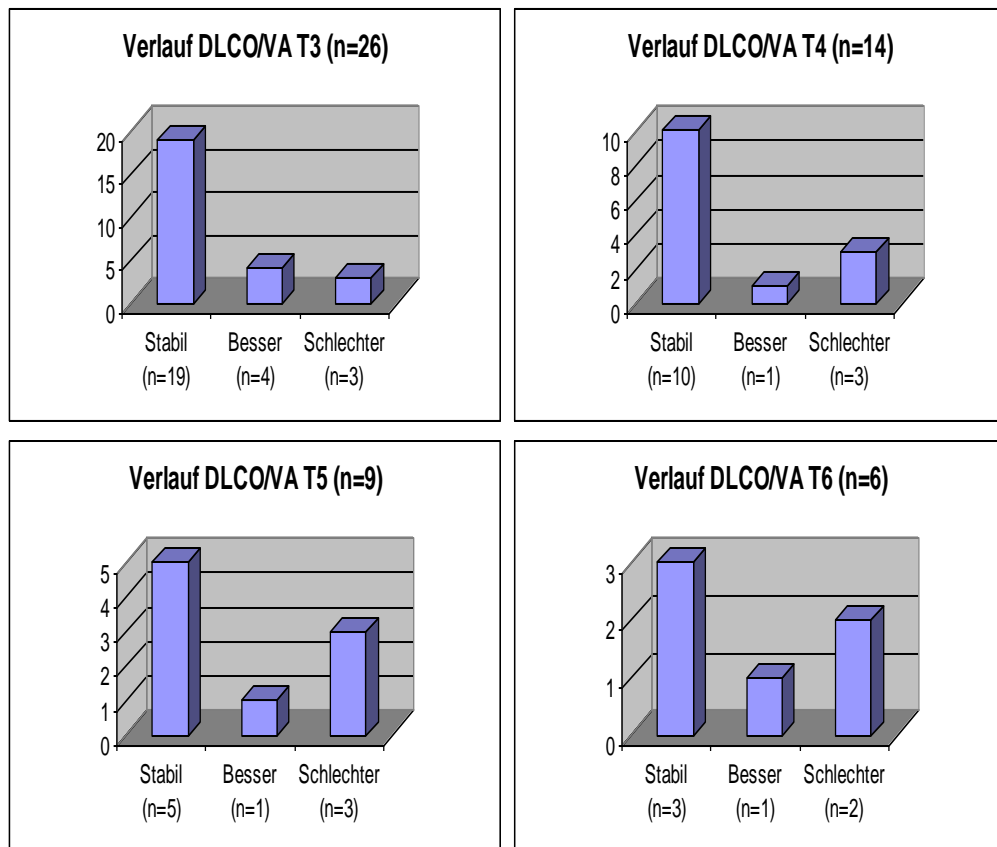 Verlauf DLCO/VA T3 (n=26)
20
15
10
5
0
Stabil Besser Schlechter
(n=19) (n=4) (n=3)
Verlauf DLCO/VA T4 (n=14)
10
8
6
4
2
0
Stabil Besser Schlechter
(n=10) (n=1) (n=3)
Verlauf DLCO/VA T5 (n=9)
5
4
3
2
1
0
Stabil Besser Schlechter
(n=5) (n=1) (n=3)
Verlauf DLCO/VA T6 (n=6)
3
2
1
0
Stabil Besser Schlechter
(n=3) (n=1) (n=2)